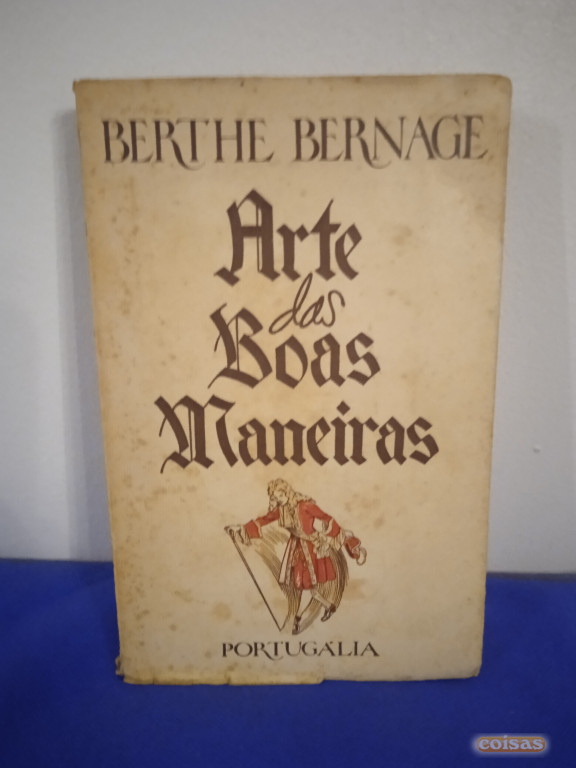 BERTHE BERNAGE
Arte
das
Boas
Maneiras
PORTUGÁLIA
coisas